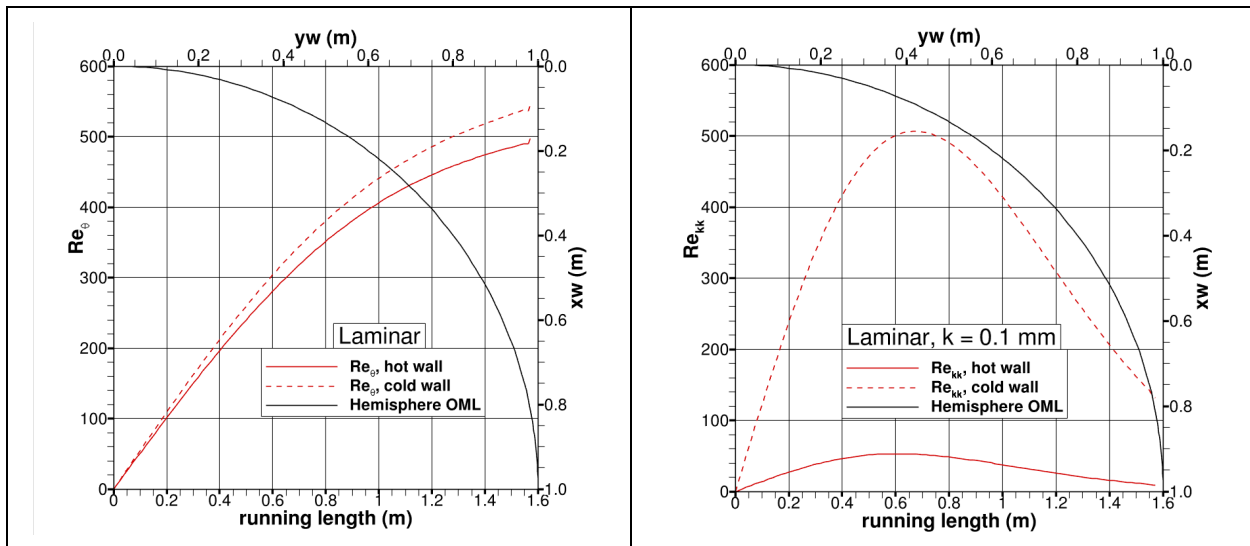 yw (m)
0.0 0.2 0.4 0.6 0.8 1.0
600 0.0
500
0.2
400
Reθ
0.4
300
xw (m)
0.6
200
Laminar
Reθ, hot wall
Reθ, cold wall
Hemisphere OML
100 0.8
0 1.0
0.2 0.4 0.6 0.8 1 1.2 1.4 1.6
running length (m)
yw (m)
0.0 0.2 0.4 0.6 0.8 1.0
600 0.0
500
0.2
400
Rekk
0.4
300
xw (m)
0.6
200
Laminar, k = 0.1 mm
Rekk, hot wall
Rekk, cold wall
Hemisphere OML
100 0.8
0 1.0
0 0.2 0.4 0.6 0.8 1.0 1.2 1.4 1.6
running length (m)